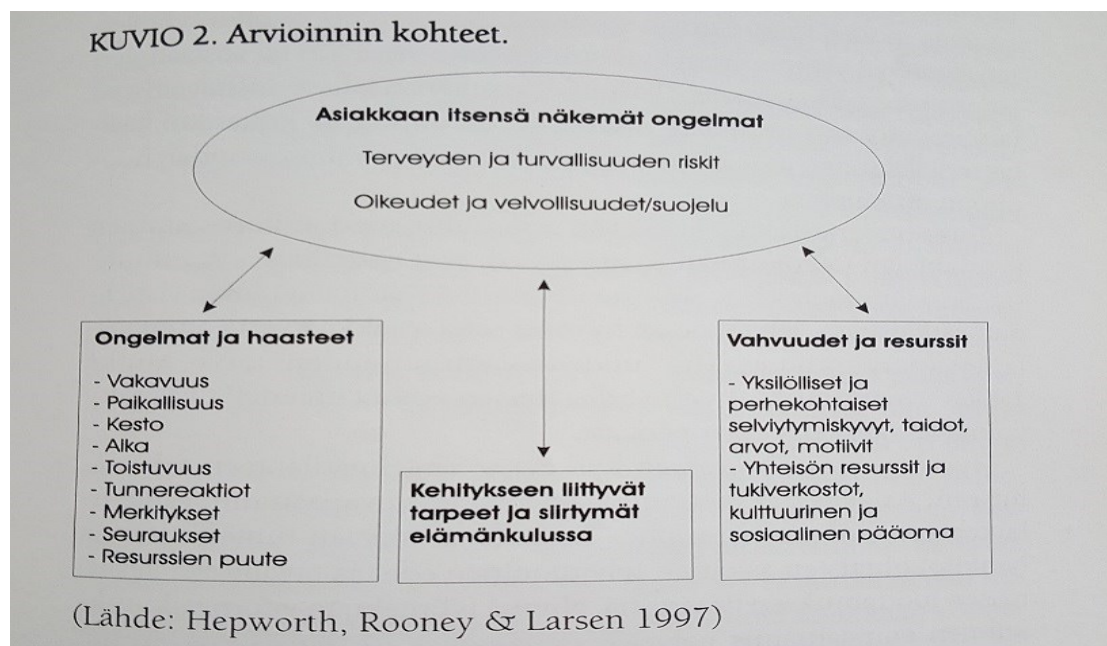 KUVIO 2. Arvioinnin kohteet.
Asiakkaan itsensä näkemät ongelmat
Terveyden ja turvallisuuden riskit
Oikeudet ja velvollisuudet/suojelu
Ongelmat ja haasteet
- Vakavuus
- Paikallisuus
- Kesto
- Aika
- Toistuvuus
- Tunnereaktiot
- Merkitykset
- Seuraukset
- Resurssien puute
Kehitykseen liittyvät
tarpeet ja siirtymät
elämänkulussa
Vahvuudet ja resurssit
- Yksilölliset ja
perhekohtaiset
selviytymiskyvyt, taidot,
arvot, motiivit
- Yhteisön resurssit ja
tukiverkostot,
kulttuurinen ja
sosiaalinen pääoma
(Lähde: Hepworth, Rooney & Larsen 1997)